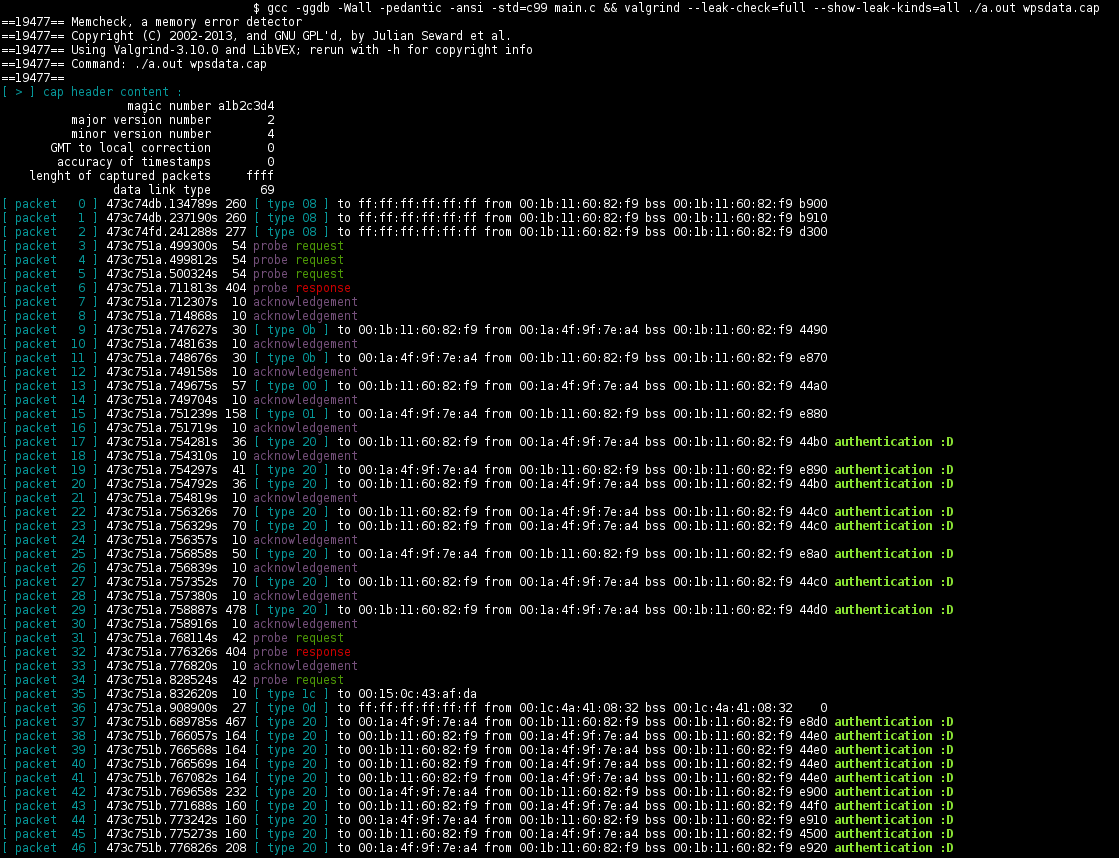 $ gcc -ggdb -Wall -pedantic -ansi -std=c99 main.c && valgrind --leak-check=full --show-leak-kinds=all ./a.out wpsdata.cap
==19477== Memcheck, a memory error detector
==19477== Copyright (C) 2002-2013, and GNU GPL'd, by Julian Seward et al.
==19477== Using Valgrind-3.10.0 and LibVEX; rerun with -h for copyright info
==19477== Command: ./a.out wpsdata.cap
==19477==
[ > ] cap header content :
magic number a1b2c3d4
major version number 2
minor version number 4
GMT to local correction 0
accuracy of timestamps 0
lenght of captured packets ffff
data link type 69
[ packet 0 ] 473c74db.134789s 260 [ type 08 ] to ff:ff:ff:ff:ff:ff from 00:1b:11:60:82:f9 bss 00:1b:11:60:82:f9 b900
[ packet 1 ] 473c74db.237190s 260 [ type 08 ] to ff:ff:ff:ff:ff:ff from 00:1b:11:60:82:f9 bss 00:1b:11:60:82:f9 b910
[ packet 2 ] 473c74fd.241288s 277 [ type 08 ] to ff:ff:ff:ff:ff:ff from 00:1b:11:60:82:f9 bss 00:1b:11:60:82:f9 d300
[ packet 3 ] 473c751a.499300s 54 probe request
[ packet 4 ] 473c751a.499812s 54 probe request
[ packet 5 ] 473c751a.500324s 54 probe request
[ packet 6 ] 473c751a.711813s 404 probe response
[ packet 7 ] 473c751a.712307s 10 acknowledgement
[ packet 8 ] 473c751a.714868s 10 acknowledgement
[ packet 9 ] 473c751a.747627s 30 [ type 0b ] to 00:1b:11:60:82:f9 from 00:1a:4f:9f:7e:a4 bss 00:1b:11:60:82:f9 4490
[ packet 10 ] 473c751a.748163s 10 acknowledgement
[ packet 11 ] 473c751a.748676s 30 [ type 0b ] to 00:1a:4f:9f:7e:a4 from 00:1b:11:60:82:f9 bss 00:1b:11:60:82:f9 e870
[ packet 12 ] 473c751a.749158s 10 acknowledgement
[ packet 13 ] 473c751a.749675s 57 [ type 00 ] to 00:1b:11:60:82:f9 from 00:1a:4f:9f:7e:a4 bss 00:1b:11:60:82:f9 44a0
[ packet 14 ] 473c751a.749704s 10 acknowledgement
[ packet 15 ] 473c751a.751239s 158 [ type 01 ] to 00:1a:4f:9f:7e:a4 from 00:1b:11:60:82:f9 bss 00:1b:11:60:82:f9 e880
[ packet 16 ] 473c751a.751719s 10 acknowledgement
[ packet 17 ] 473c751a.754281s 36 [ type 20 ] to 00:1b:11:60:82:f9 from 00:1a:4f:9f:7e:a4 bss 00:1b:11:60:82:f9 44b0 authentication :D
[ packet 18 ] 473c751a.754310s 10 acknowledgement
[ packet 19 ] 473c751a.754297s 41 [ type 20 ] to 00:1a:4f:9f:7e:a4 from 00:1b:11:60:82:f9 bss 00:1b:11:60:82:f9 e890 authentication :D
[ packet 20 ] 473c751a.754792s 36 [ type 20 ] to 00:1b:11:60:82:f9 from 00:1a:4f:9f:7e:a4 bss 00:1b:11:60:82:f9 44b0 authentication :D
[ packet 21 ] 473c751a.754819s 10 acknowledgement
[ packet 22 ] 473c751a.756326s 70 [ type 20 ] to 00:1b:11:60:82:f9 from 00:1a:4f:9f:7e:a4 bss 00:1b:11:60:82:f9 44c0 authentication :D
[ packet 23 ] 473c751a.756329s 70 [ type 20 ] to 00:1b:11:60:82:f9 from 00:1a:4f:9f:7e:a4 bss 00:1b:11:60:82:f9 44c0 authentication :D
[ packet 24 ] 473c751a.756357s 10 acknowledgement
[ packet 25 ] 473c751a.756858s 50 [ type 20 ] to 00:1a:4f:9f:7e:a4 from 00:1b:11:60:82:f9 bss 00:1b:11:60:82:f9 e8a0 authentication :D
[ packet 26 ] 473c751a.756839s 10 acknowledgement
[ packet 27 ] 473c751a.757352s 70 [ type 20 ] to 00:1b:11:60:82:f9 from 00:1a:4f:9f:7e:a4 bss 00:1b:11:60:82:f9 44c0 authentication :D
[ packet 28 ] 473c751a.757380s 10 acknowledgement
[ packet 29 ] 473c751a.758887s 478 [ type 20 ] to 00:1b:11:60:82:f9 from 00:1a:4f:9f:7e:a4 bss 00:1b:11:60:82:f9 44d0 authentication :D
[ packet 30 ] 473c751a.758916s 10 acknowledgement
[ packet 31 ] 473c751a.768114s 42 probe request
[ packet 32 ] 473c751a.776326s 404 probe response
[ packet 33 ] 473c751a.776820s 10 acknowledgement
[ packet 34 ] 473c751a.828524s 42 probe request
[ packet 35 ] 473c751a.832620s 10 [ type 1c ] to 00:15:0c:43:af:da
[ packet 36 ] 473c751a.908900s 27 [ type 0d ] to ff:ff:ff:ff:ff:ff from 00:1c:4a:41:08:32 bss 00:1c:4a:41:08:32 0
[ packet 37 ] 473c751b.689785s 467 [ type 20 ] to 00:1a:4f:9f:7e:a4 from 00:1b:11:60:82:f9 bss 00:1b:11:60:82:f9 e8d0 authentication :D
[ packet 38 ] 473c751b.766057s 164 [ type 20 ] to 00:1b:11:60:82:f9 from 00:1a:4f:9f:7e:a4 bss 00:1b:11:60:82:f9 44e0 authentication :D
[ packet 39 ] 473c751b.766568s 164 [ type 20 ] to 00:1b:11:60:82:f9 from 00:1a:4f:9f:7e:a4 bss 00:1b:11:60:82:f9 44e0 authentication :D
[ packet 40 ] 473c751b.766569s 164 [ type 20 ] to 00:1b:11:60:82:f9 from 00:1a:4f:9f:7e:a4 bss 00:1b:11:60:82:f9 44e0 authentication :D
[ packet 41 ] 473c751b.767082s 164 [ type 20 ] to 00:1b:11:60:82:f9 from 00:1a:4f:9f:7e:a4 bss 00:1b:11:60:82:f9 44e0 authentication :D
[ packet 42 ] 473c751b.769658s 232 [ type 20 ] to 00:1a:4f:9f:7e:a4 from 00:1b:11:60:82:f9 bss 00:1b:11:60:82:f9 e900 authentication :D
[ packet 43 ] 473c751b.771688s 160 [ type 20 ] to 00:1b:11:60:82:f9 from 00:1a:4f:9f:7e:a4 bss 00:1b:11:60:82:f9 44f0 authentication :D
[ packet 44 ] 473c751b.773242s 160 [ type 20 ] to 00:1a:4f:9f:7e:a4 from 00:1b:11:60:82:f9 bss 00:1b:11:60:82:f9 e910 authentication :D
[ packet 45 ] 473c751b.775273s 160 [ type 20 ] to 00:1b:11:60:82:f9 from 00:1a:4f:9f:7e:a4 bss 00:1b:11:60:82:f9 4500 authentication :D
[ packet 46 ] 473c751b.776826s 208 [ type 20 ] to 00:1a:4f:9f:7e:a4 from 00:1b:11:60:82:f9 bss 00:1b:11:60:82:f9 e920 authentication :D